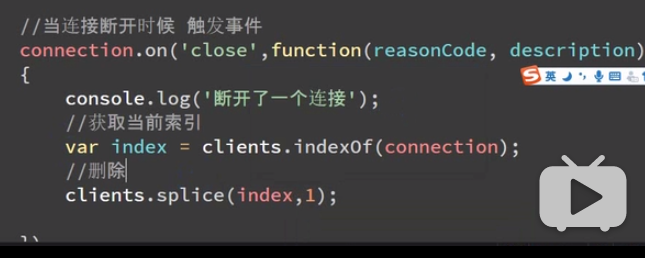 //当连接断开时候 触发事件
connection.on('close',function(reasonCode, description)
{
console.log('断开了一个连接');
//获取当前索引
var index = clients.indexOf(connection);
//删除
clients.splice(index,1);
})
英